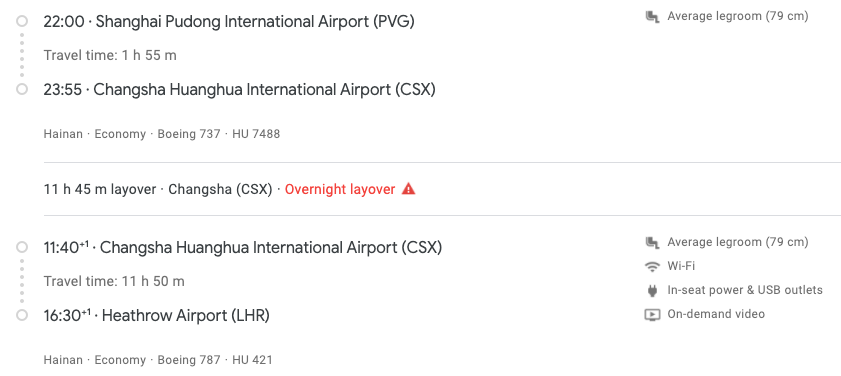 22:00 · Shanghai Pudong International Airport (PVG)
Average legroom (79 cm)
Travel time: 1 h 55 m
23:55 · Changsha Huanghua International Airport (CSX)
Hainan · Economy · Boeing 737 · HU 7488
11 h 45 m layover · Changsha (CSX) · Overnight layover
11:40⁺¹ · Changsha Huanghua International Airport (CSX)
Average legroom (79 cm)
Wi-Fi
Travel time: 11 h 50 m
In-seat power & USB outlets
16:30⁺¹ · Heathrow Airport (LHR)
On-demand video
Hainan · Economy · Boeing 787 · HU 421